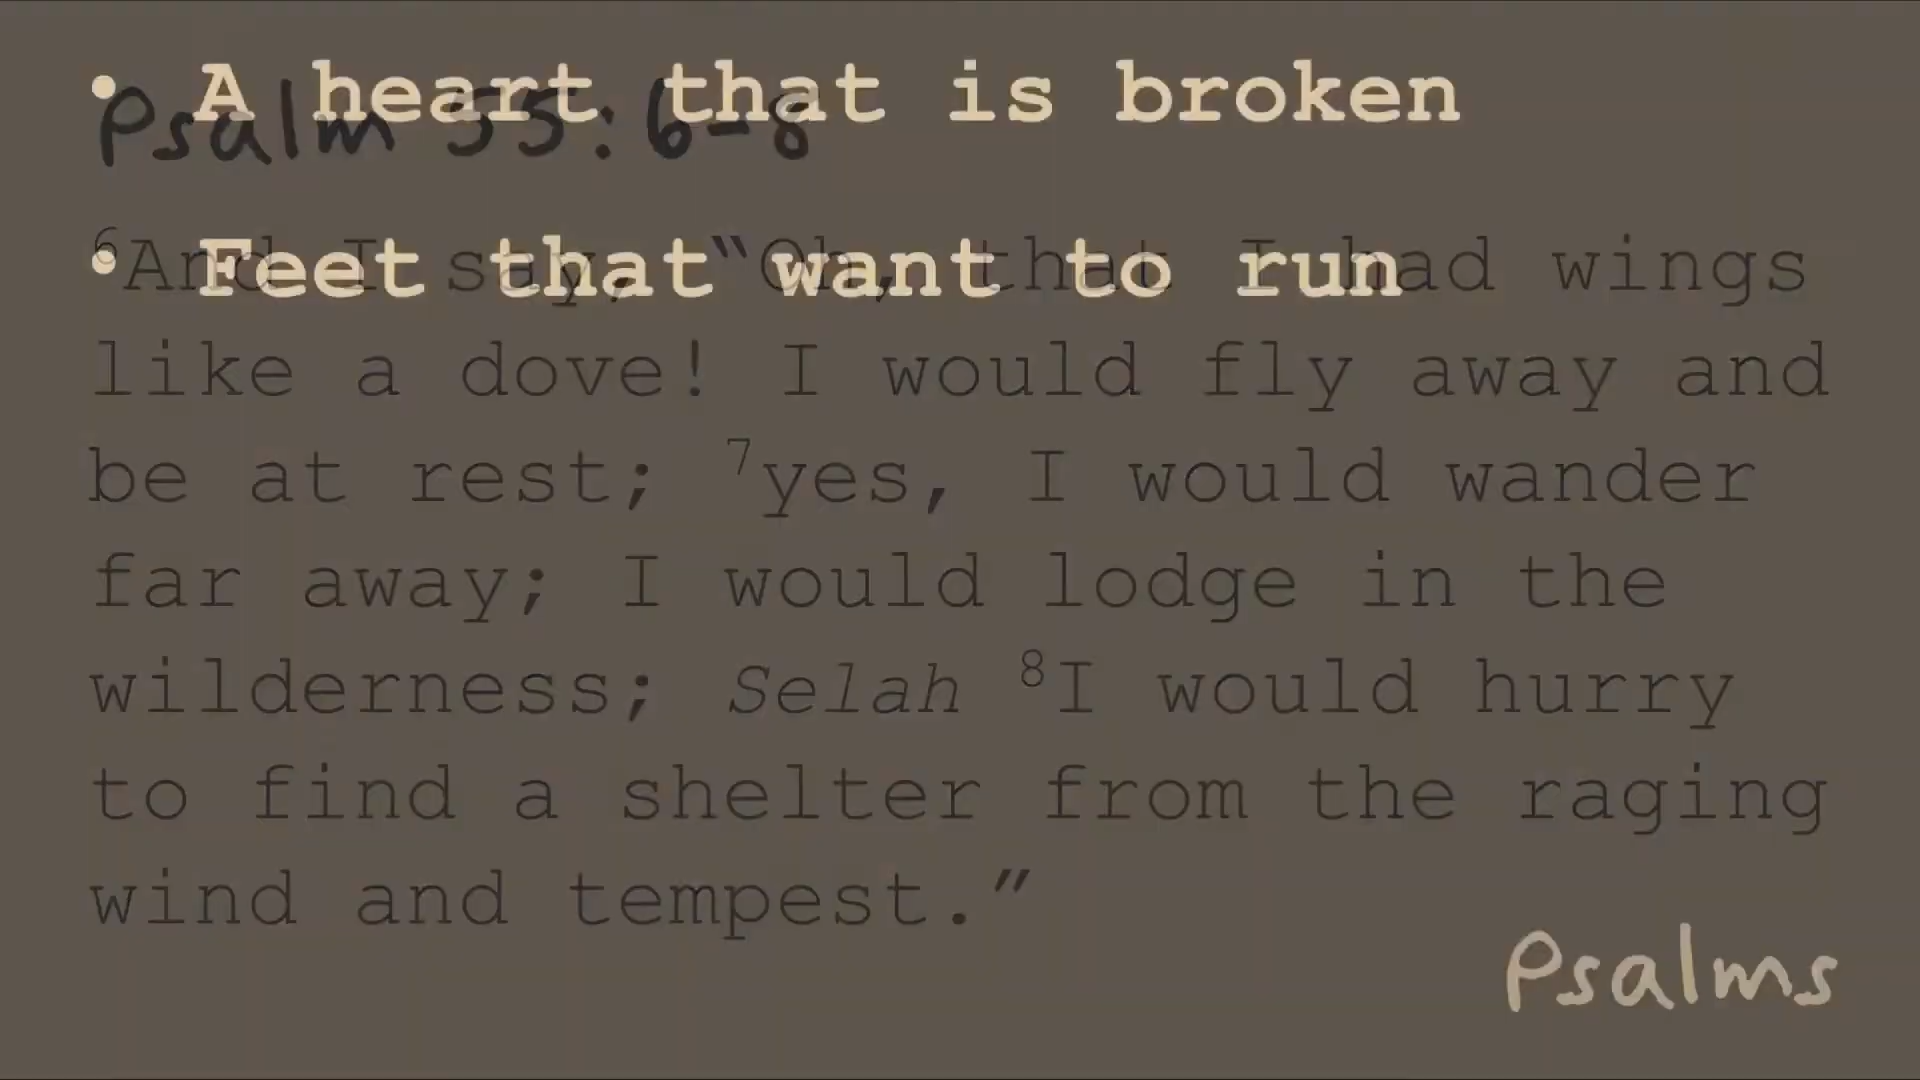 • A heart that is broken
Psalm 55:6-8
• Feet that want to run
⁶And I say, “Oh, that I had wings
like a dove! I would fly away and
be at rest; ⁷yes, I would wander
far away; I would lodge in the
wilderness; Selah ⁸I would hurry
to find a shelter from the raging
wind and tempest.”
Psalms